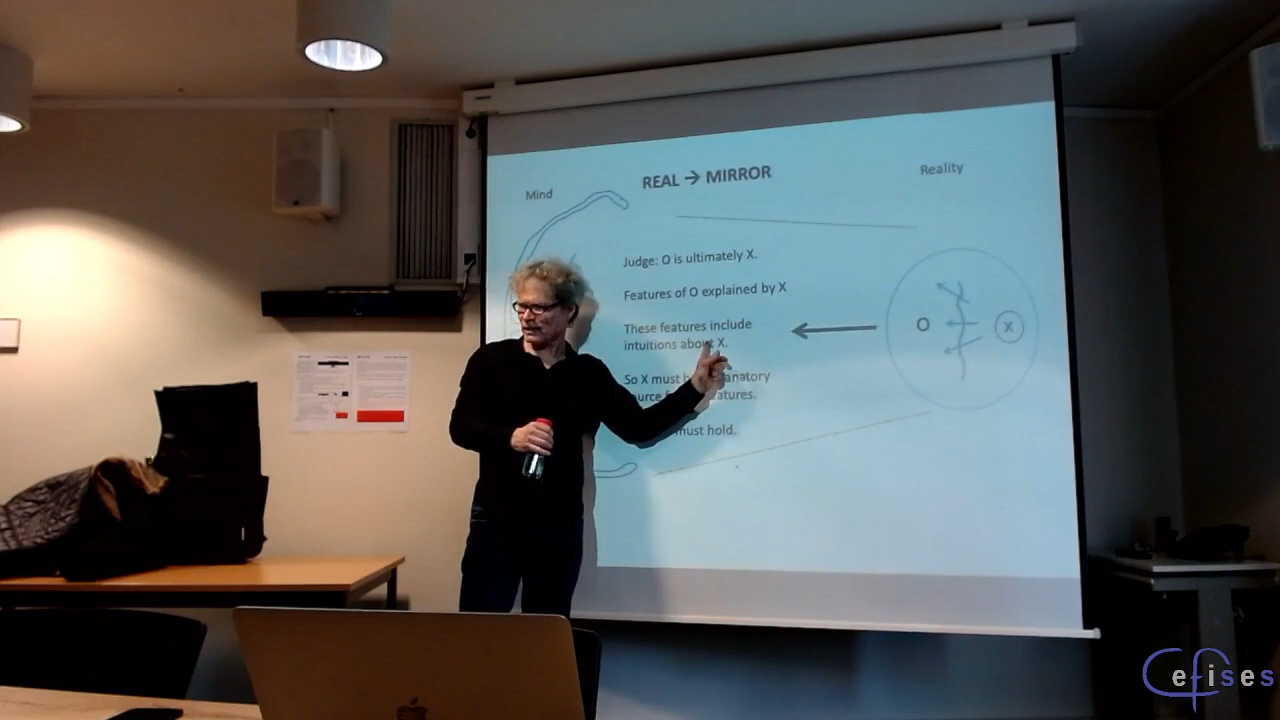 Mind
REAL → MIRROR
Reality
Judge: O is ultimately X.
Features of O explained by X
These features include
intuitions about X.
So X must
must hold.
O
X
Cefises